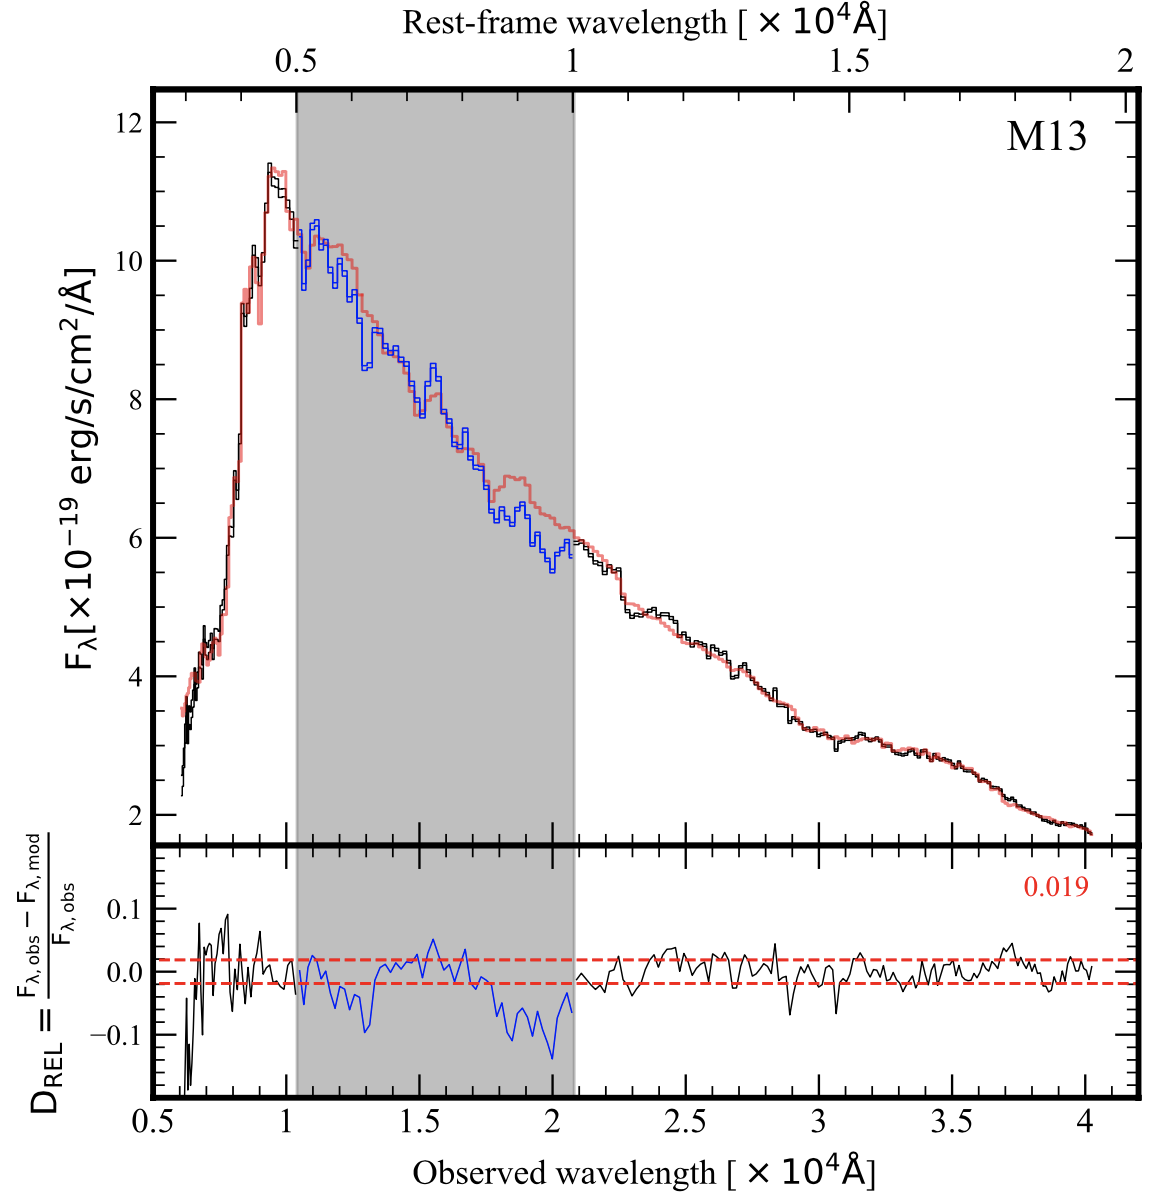 Rest-frame wavelength [ × 10⁴Å]
0.5 1 1.5 2
M13
12
10
8
6
4
2
F_λ[×10⁻¹⁹ erg/s/cm²/Å]
0.019
0.1
0.0
−0.1
D_REL = (F_λ, obs − F_λ, mod) / F_λ, obs
0.5 1 1.5 2 2.5 3 3.5 4
Observed wavelength [ × 10⁴Å]